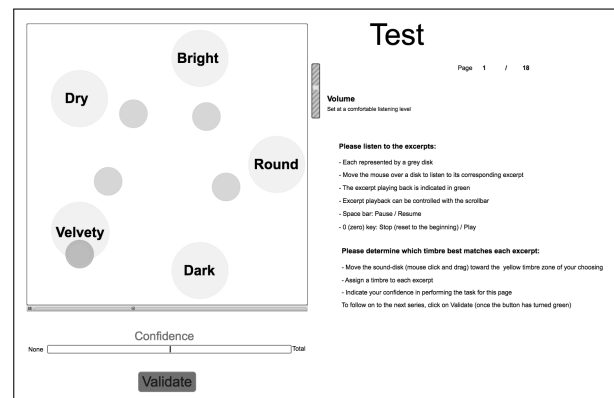 Test
Page 1 / 18
Bright
Dry
Round
Velvety
Dark
Volume
Set at a comfortable listening level
Please listen to the excerpts:
- Each represented by a grey disk
- Move the mouse over a disk to listen to its corresponding excerpt
- The excerpt playing back is indicated in green
- Excerpt playback can be controlled with the scrollbar
- Space bar: Pause / Resume
- 0 (zero) key: Stop (reset to the beginning) / Play
Please determine which timbre best matches each excerpt:
- Move the sound-disk (mouse click and drag) toward the yellow timbre zone of your choosing
- Assign a timbre to each excerpt
- Indicate your confidence in performing the task for this page
To follow on to the next series, click on Validate (once the button has turned green)
Confidence
None Total
Validate